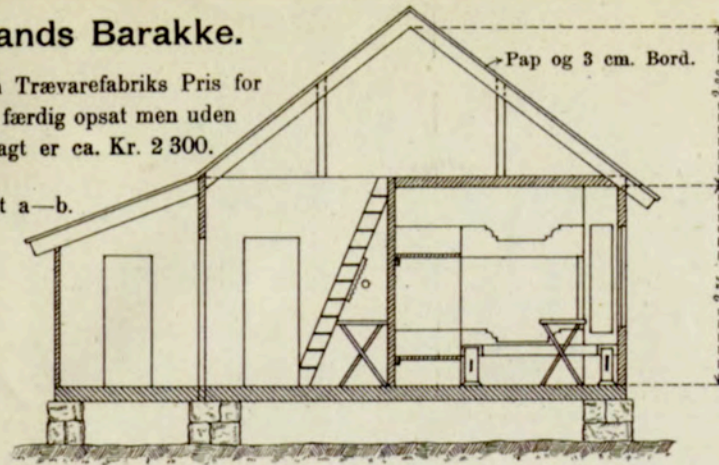 ands Barakke.
Trævarefabriks Pris for
færdig opsat men uden
agt er ca. Kr. 2 300.
t a—b.
Pap og 3 cm. Bord.